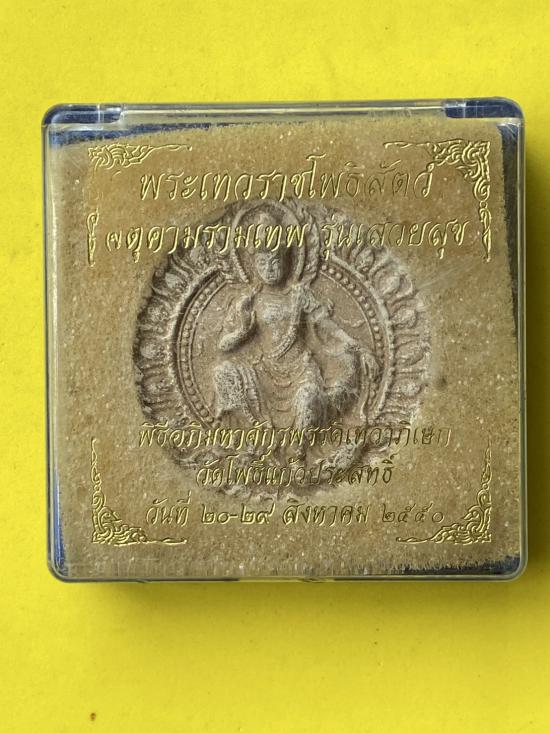 พระเทวราชโพธิสัตว์
จตุคามรามเทพ รุ่นเสวยสุข
พิธีอภิมหาจักรพรรดิเทวาภิเษก
วัดโพธิ์แก้วประสิทธิ์
วันที่ ๒๐-๒๙ สิงหาคม ๒๕๕๐